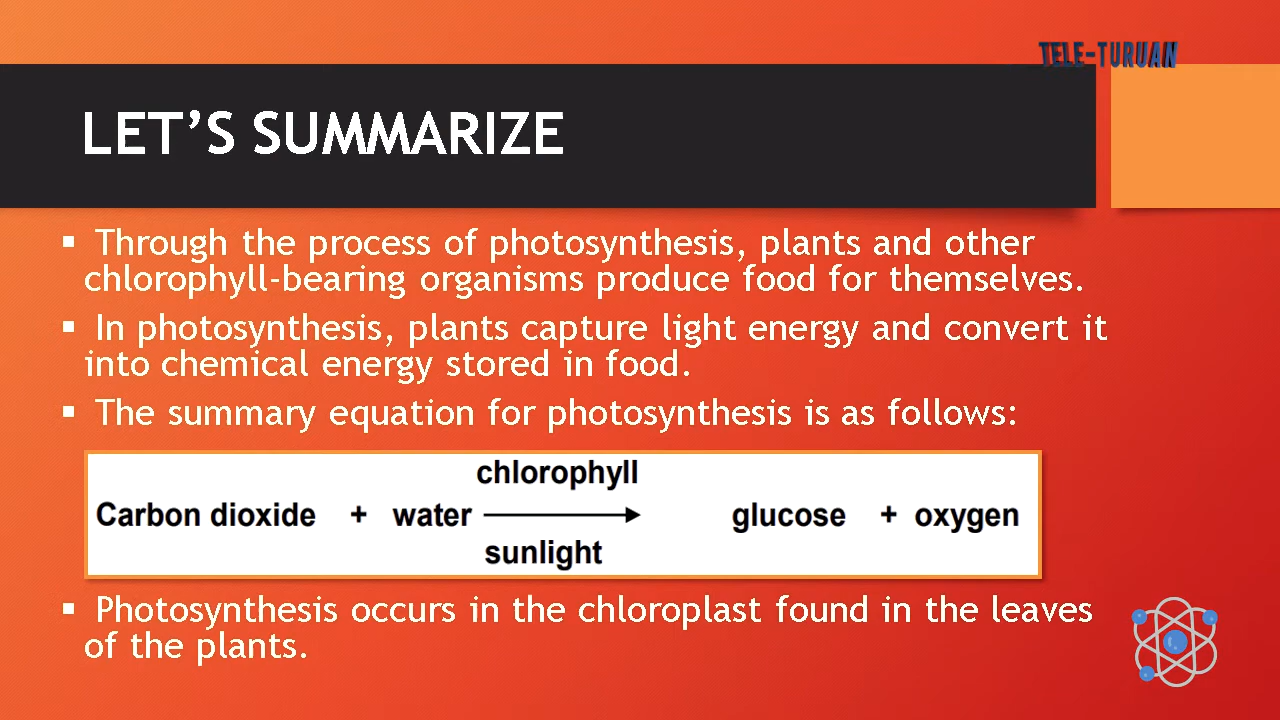 TELE-TURUAN
LET’S SUMMARIZE
▪ Through the process of photosynthesis, plants and other
chlorophyll-bearing organisms produce food for themselves.
▪ In photosynthesis, plants capture light energy and convert it
into chemical energy stored in food.
▪ The summary equation for photosynthesis is as follows:
chlorophyll
Carbon dioxide + water → glucose + oxygen
sunlight
▪ Photosynthesis occurs in the chloroplast found in the leaves
of the plants.